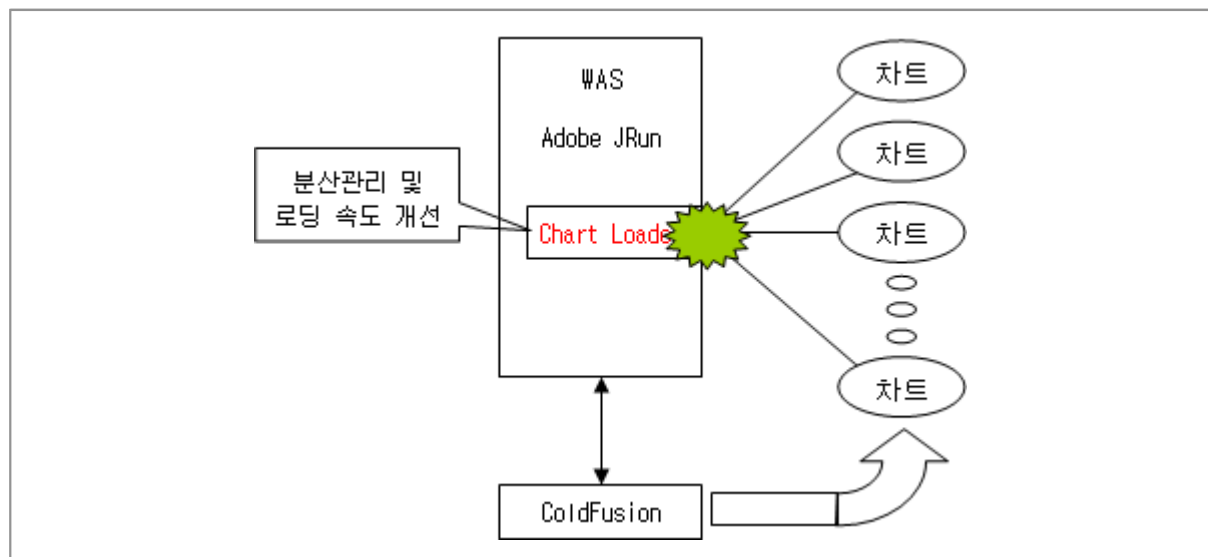 WAS
Adobe JRun
분산관리 및
로딩 속도 개선
Chart Loade
차트
차트
차트
차트
ColdFusion